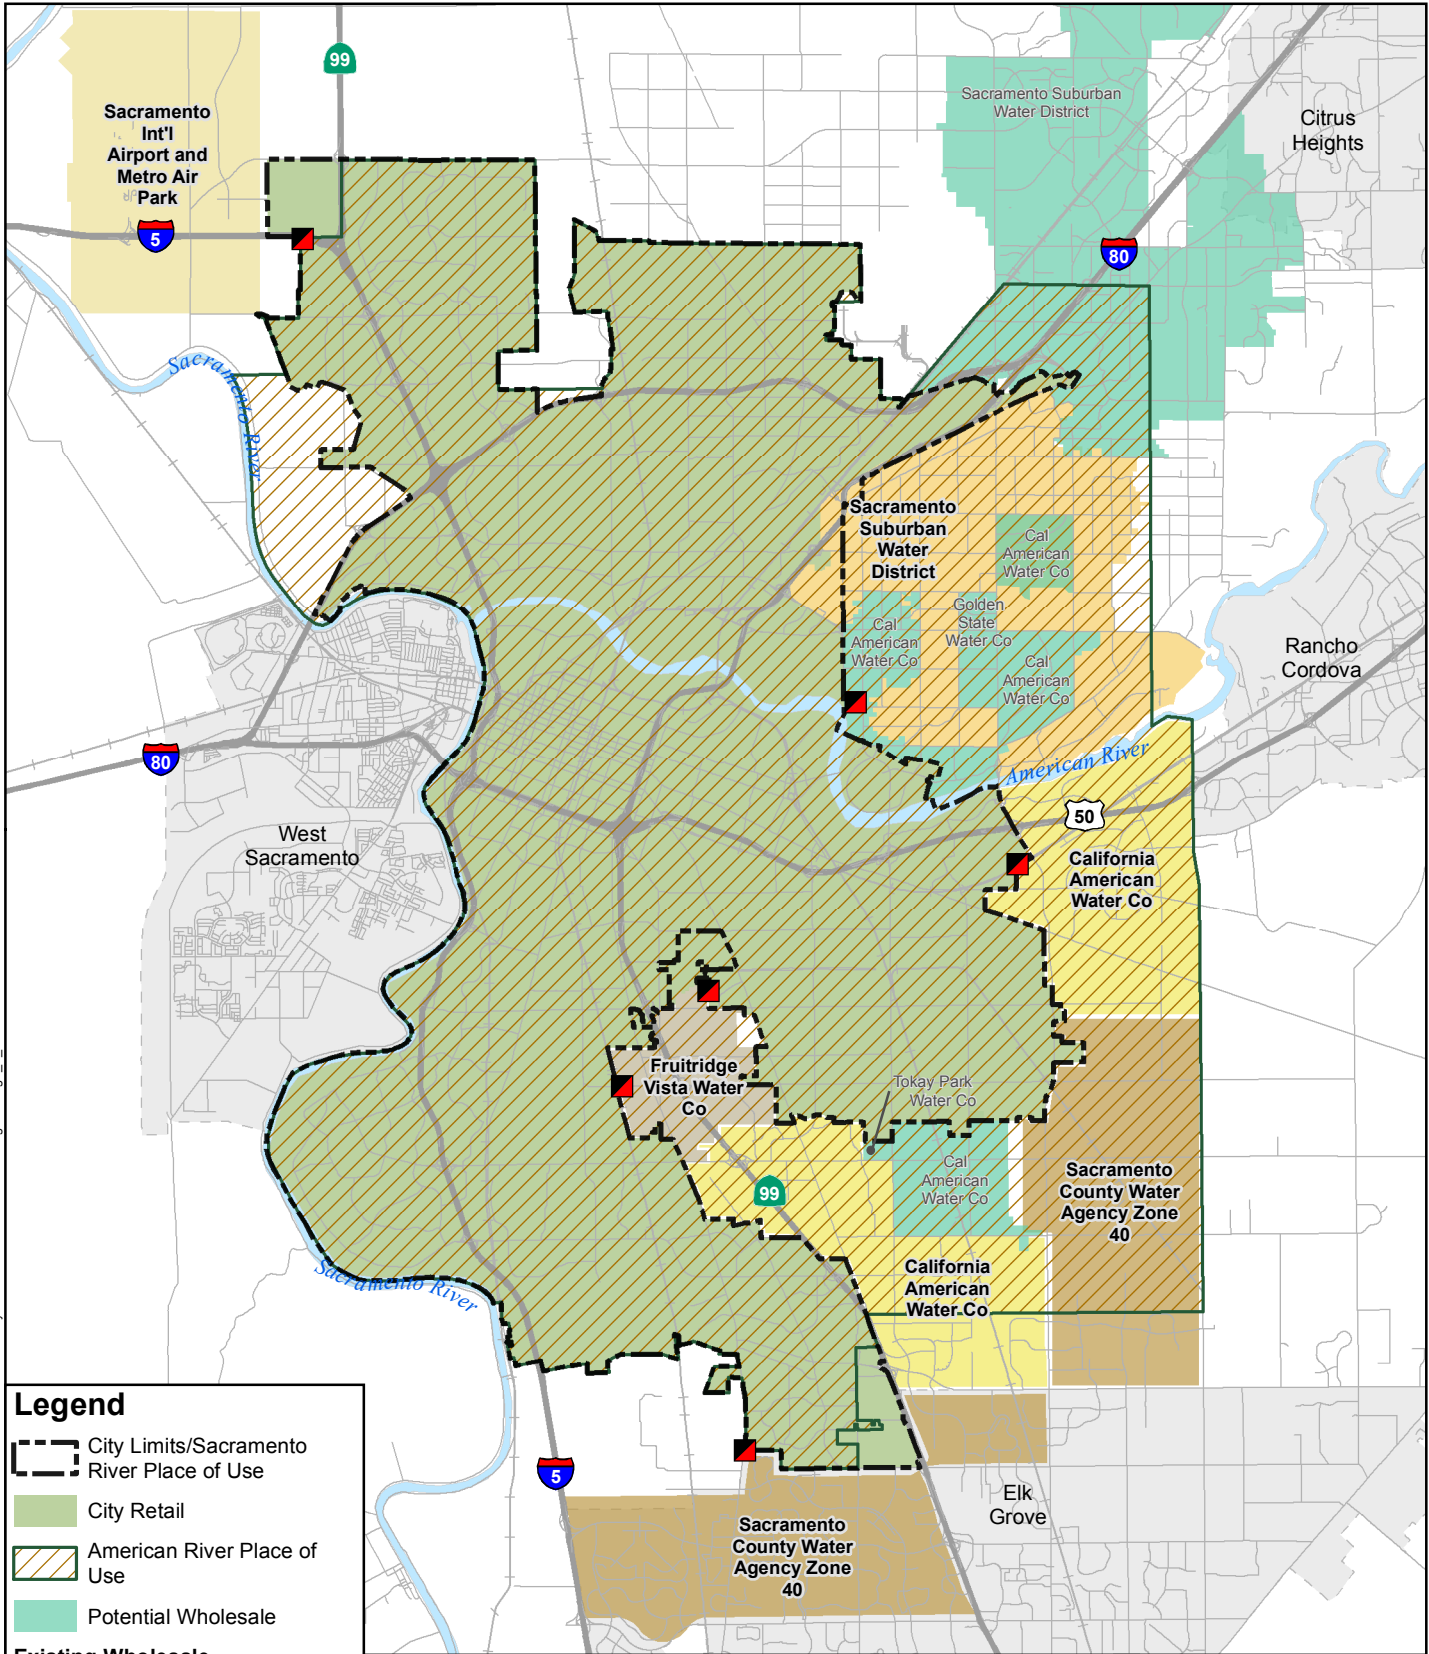 99
Sacramento
Int'l
Airport and
Metro Air
Park
5
Sacramento Suburban
Water District
Citrus
Heights
80
Sacramento River
Sacramento
Suburban
Water
District
Cal
American
Water Co
Golden
State
Water Co
Cal
American
Water Co
Cal
American
Water Co
Rancho
Cordova
American River
80
50
West
Sacramento
California
American
Water Co
Fruitridge
Vista Water
Co
Tokay Park
Water Co
Cal
American
Water Co
99
Sacramento
County Water
Agency Zone
40
California
American
Water Co
Sacramento River
5
Elk
Grove
Sacramento
County Water
Agency Zone
40
Legend
City Limits/Sacramento
River Place of Use
City Retail
American River Place of
Use
Potential Wholesale
Existing Wholesale